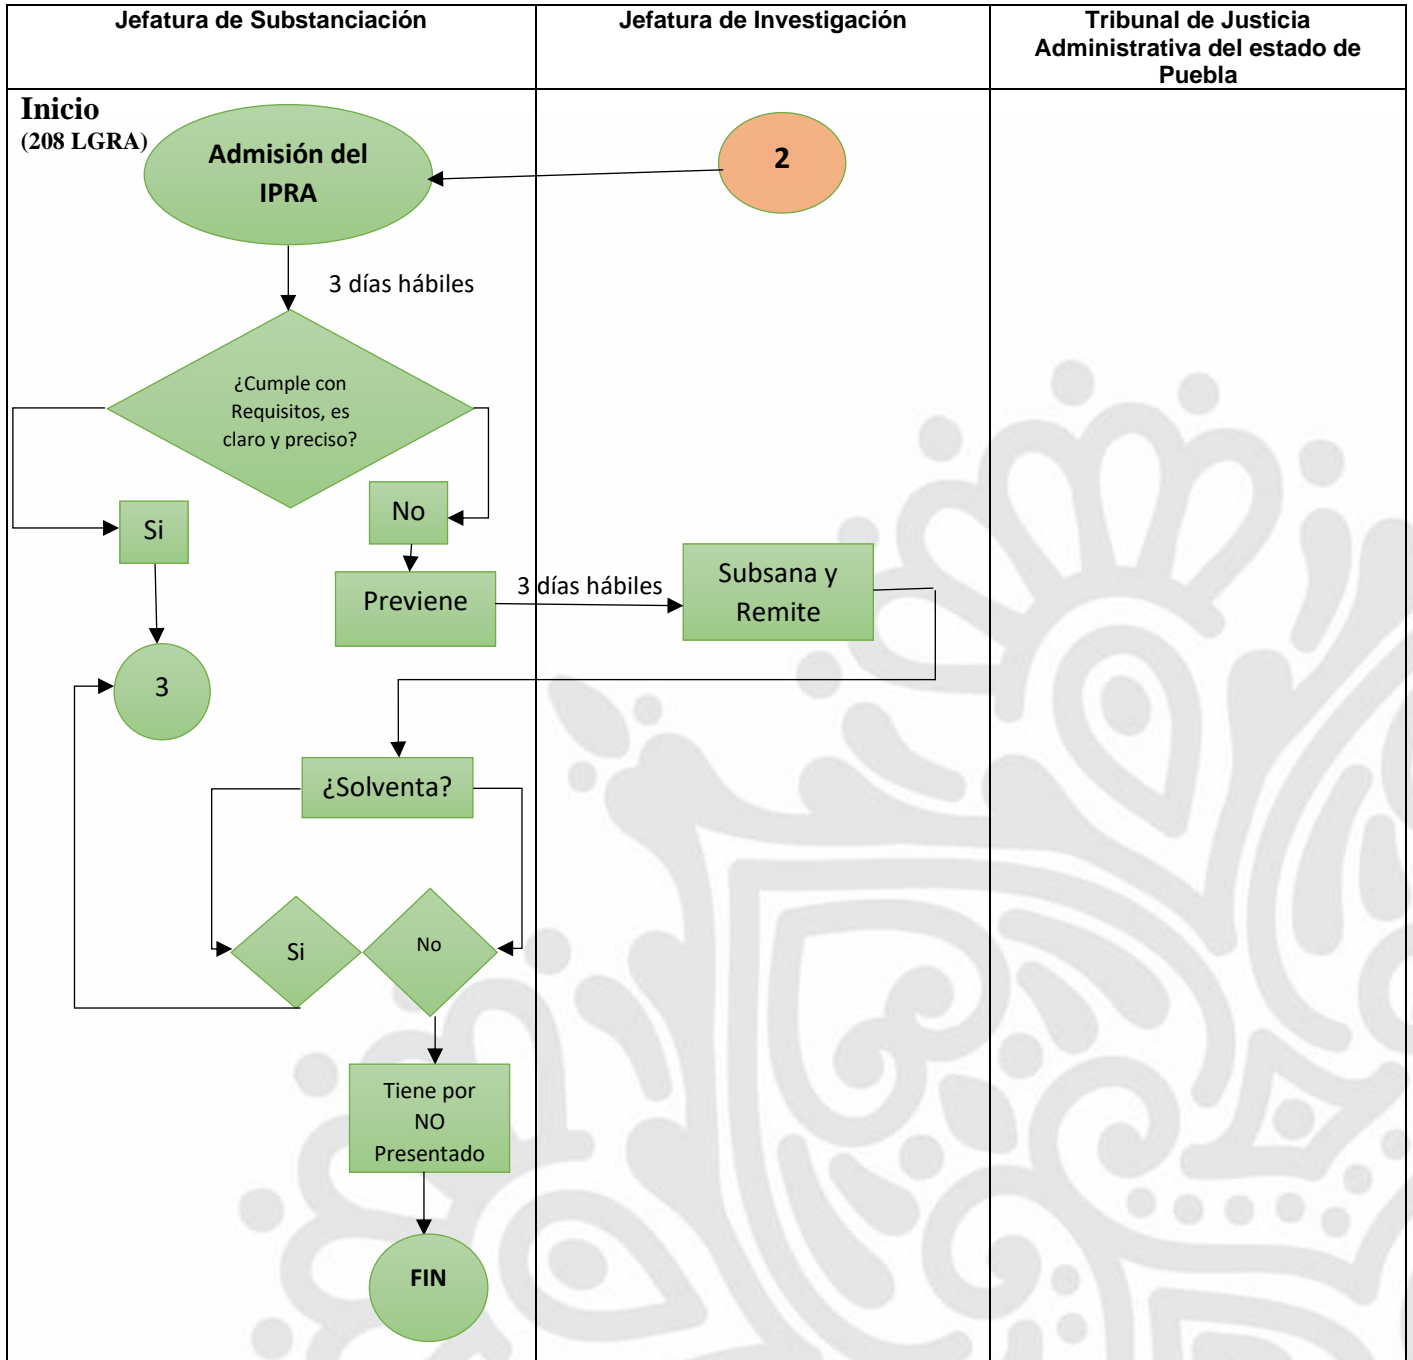 Jefatura de Substanciación
Jefatura de Investigación
Tribunal de Justicia
Administrativa del estado de
Puebla
Inicio
(208 LGRA)
Admisión del
IPRA
2
3 días hábiles
¿Cumple con
Requisitos, es
claro y preciso?
Si
No
Previene
3 días hábiles
Subsana y
Remite
3
¿Solventa?
Si
No
Tiene por
NO
Presentado
FIN